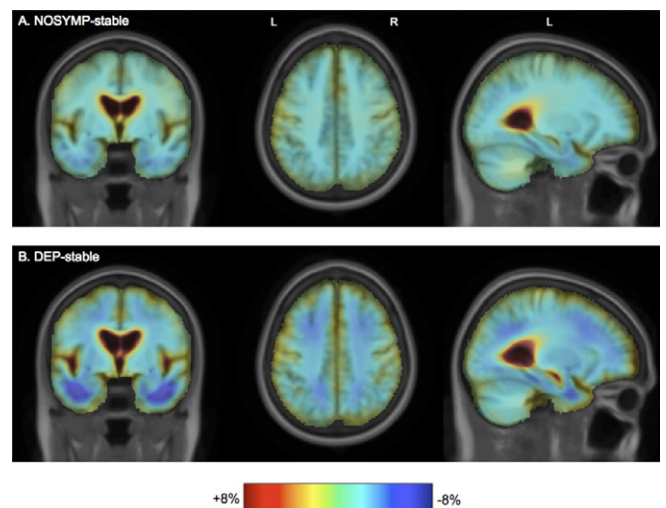 A. NOSYMP-stable
L
R
L
B. DEP-stable
+8%
-8%